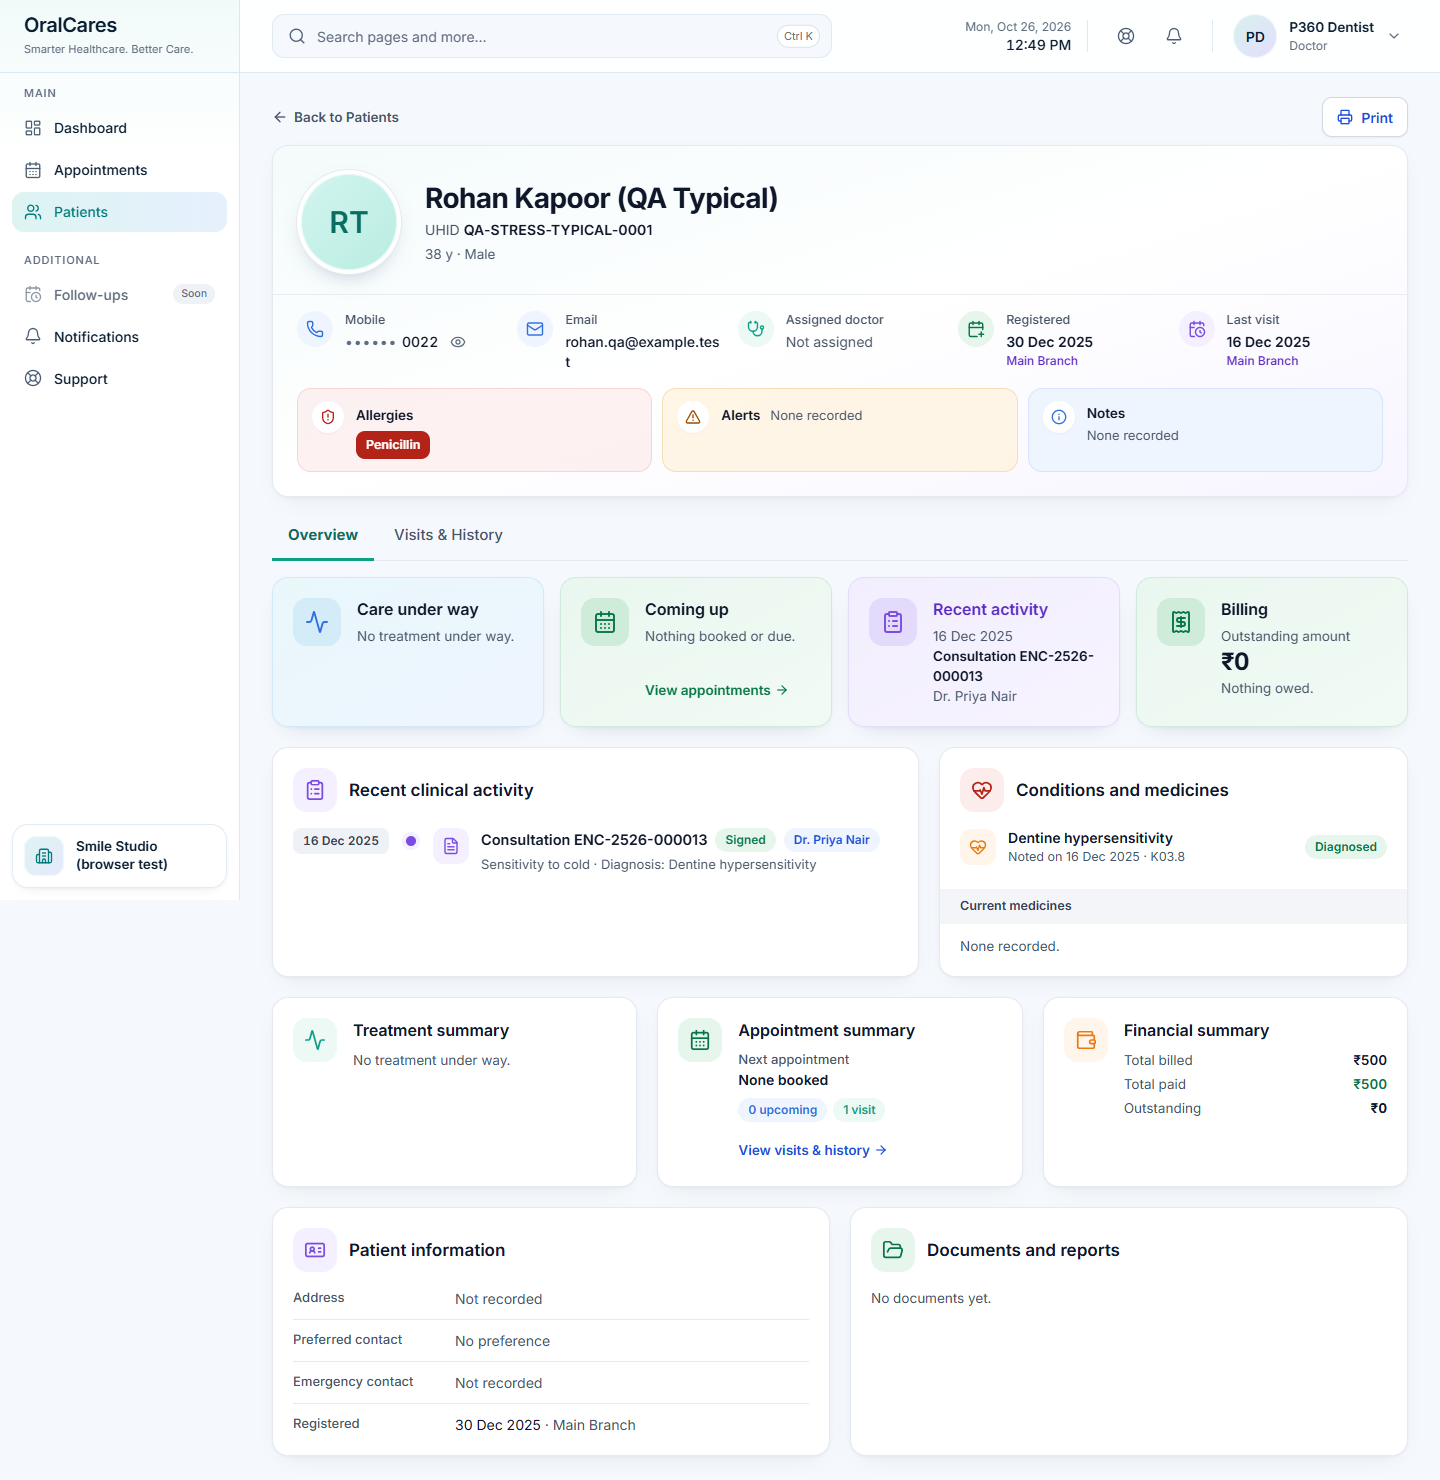 OralCares
Smarter Healthcare. Better Care.
Search pages and more...
Ctrl K
Mon, Oct 26, 2026
12:49 PM
PD
P360 Dentist
Doctor
MAIN
Dashboard
Appointments
Patients
ADDITIONAL
Follow-ups
Soon
Notifications
Support
Smile Studio
(browser test)
Back to Patients
Print
RT
Rohan Kapoor (QA Typical)
UHID QA-STRESS-TYPICAL-0001
38 y · Male
Mobile
•••••• 0022
Email
rohan.qa@example.tes
t
Assigned doctor
Not assigned
Registered
30 Dec 2025
Main Branch
Last visit
16 Dec 2025
Main Branch
Allergies
Penicillin
Alerts None recorded
Notes
None recorded
Overview
Visits & History
Care under way
No treatment under way.
Coming up
Nothing booked or due.
View appointments →
Recent activity
16 Dec 2025
Consultation ENC-2526-
000013
Dr. Priya Nair
Billing
Outstanding amount
₹0
Nothing owed.
Recent clinical activity
16 Dec 2025
Consultation ENC-2526-000013 Signed Dr. Priya Nair
Sensitivity to cold · Diagnosis: Dentine hypersensitivity
Conditions and medicines
Dentine hypersensitivity
Noted on 16 Dec 2025 · K03.8
Diagnosed
Current medicines
None recorded.
Treatment summary
No treatment under way.
Appointment summary
Next appointment
None booked
0 upcoming 1 visit
View visits & history →
Financial summary
Total billed ₹500
Total paid ₹500
Outstanding ₹0
Patient information
Address Not recorded
Preferred contact No preference
Emergency contact Not recorded
Registered 30 Dec 2025 · Main Branch
Documents and reports
No documents yet.